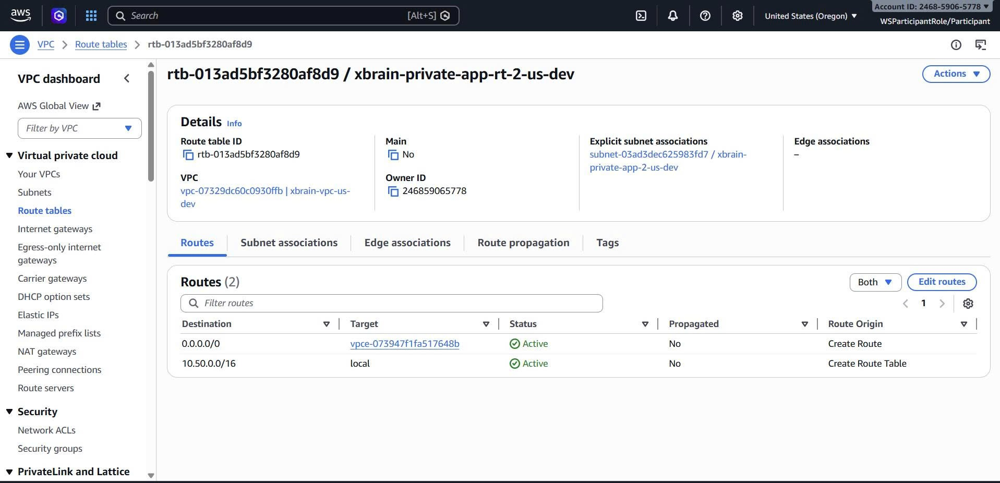 aws
Search
[Alt+S]
United States (Oregon)
Account ID: 2468-5906-5778
WSParticipantRole/Participant
VPC
Route tables
rtb-013ad5bf3280af8d9
VPC dashboard
AWS Global View
Filter by VPC
Virtual private cloud
Your VPCs
Subnets
Route tables
Internet gateways
Egress-only internet
gateways
Carrier gateways
DHCP option sets
Elastic IPs
Managed prefix lists
NAT gateways
Peering connections
Route servers
Security
Network ACLs
Security groups
PrivateLink and Lattice
rtb-013ad5bf3280af8d9 / xbrain-private-app-rt-2-us-dev
Actions
Details Info
Route table ID
rtb-013ad5bf3280af8d9
VPC
vpc-07329dc60c0930ffb | xbrain-vpc-us-
dev
Main
No
Owner ID
246859065778
Explicit subnet associations
subnet-03ad3dec625983fd7 / xbrain-
private-app-2-us-dev
Edge associations
–
Routes
Subnet associations
Edge associations
Route propagation
Tags
Routes (2)
Both
Edit routes
Filter routes
1
Destination Target Status Propagated Route Origin
0.0.0.0/0 vpce-073947f1fa517648b Active No Create Route
10.50.0.0/16 local Active No Create Route Table